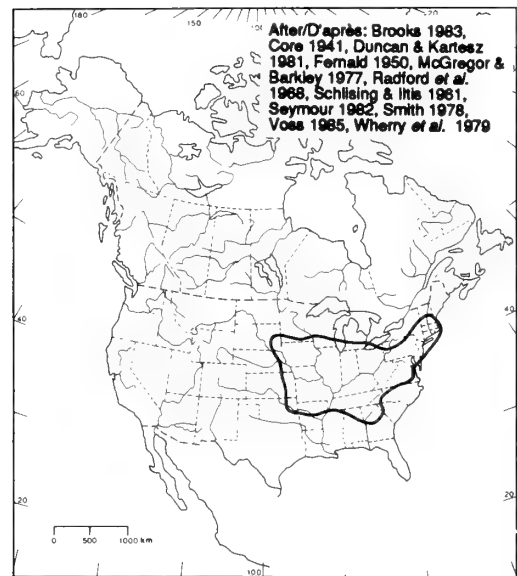 180
150
120
After/D'après: Brooks 1983,
Core 1941, Duncan & Kartesz
1981, Fernald 1950, McGregor &
Barkley 1977, Radford et al.
1968, Schlising & Iltis 1961,
Seymour 1982, Smith 1978,
Voss 1985, Wherry et al. 1979
60
40
40
20
20
0 500 1000 km
100